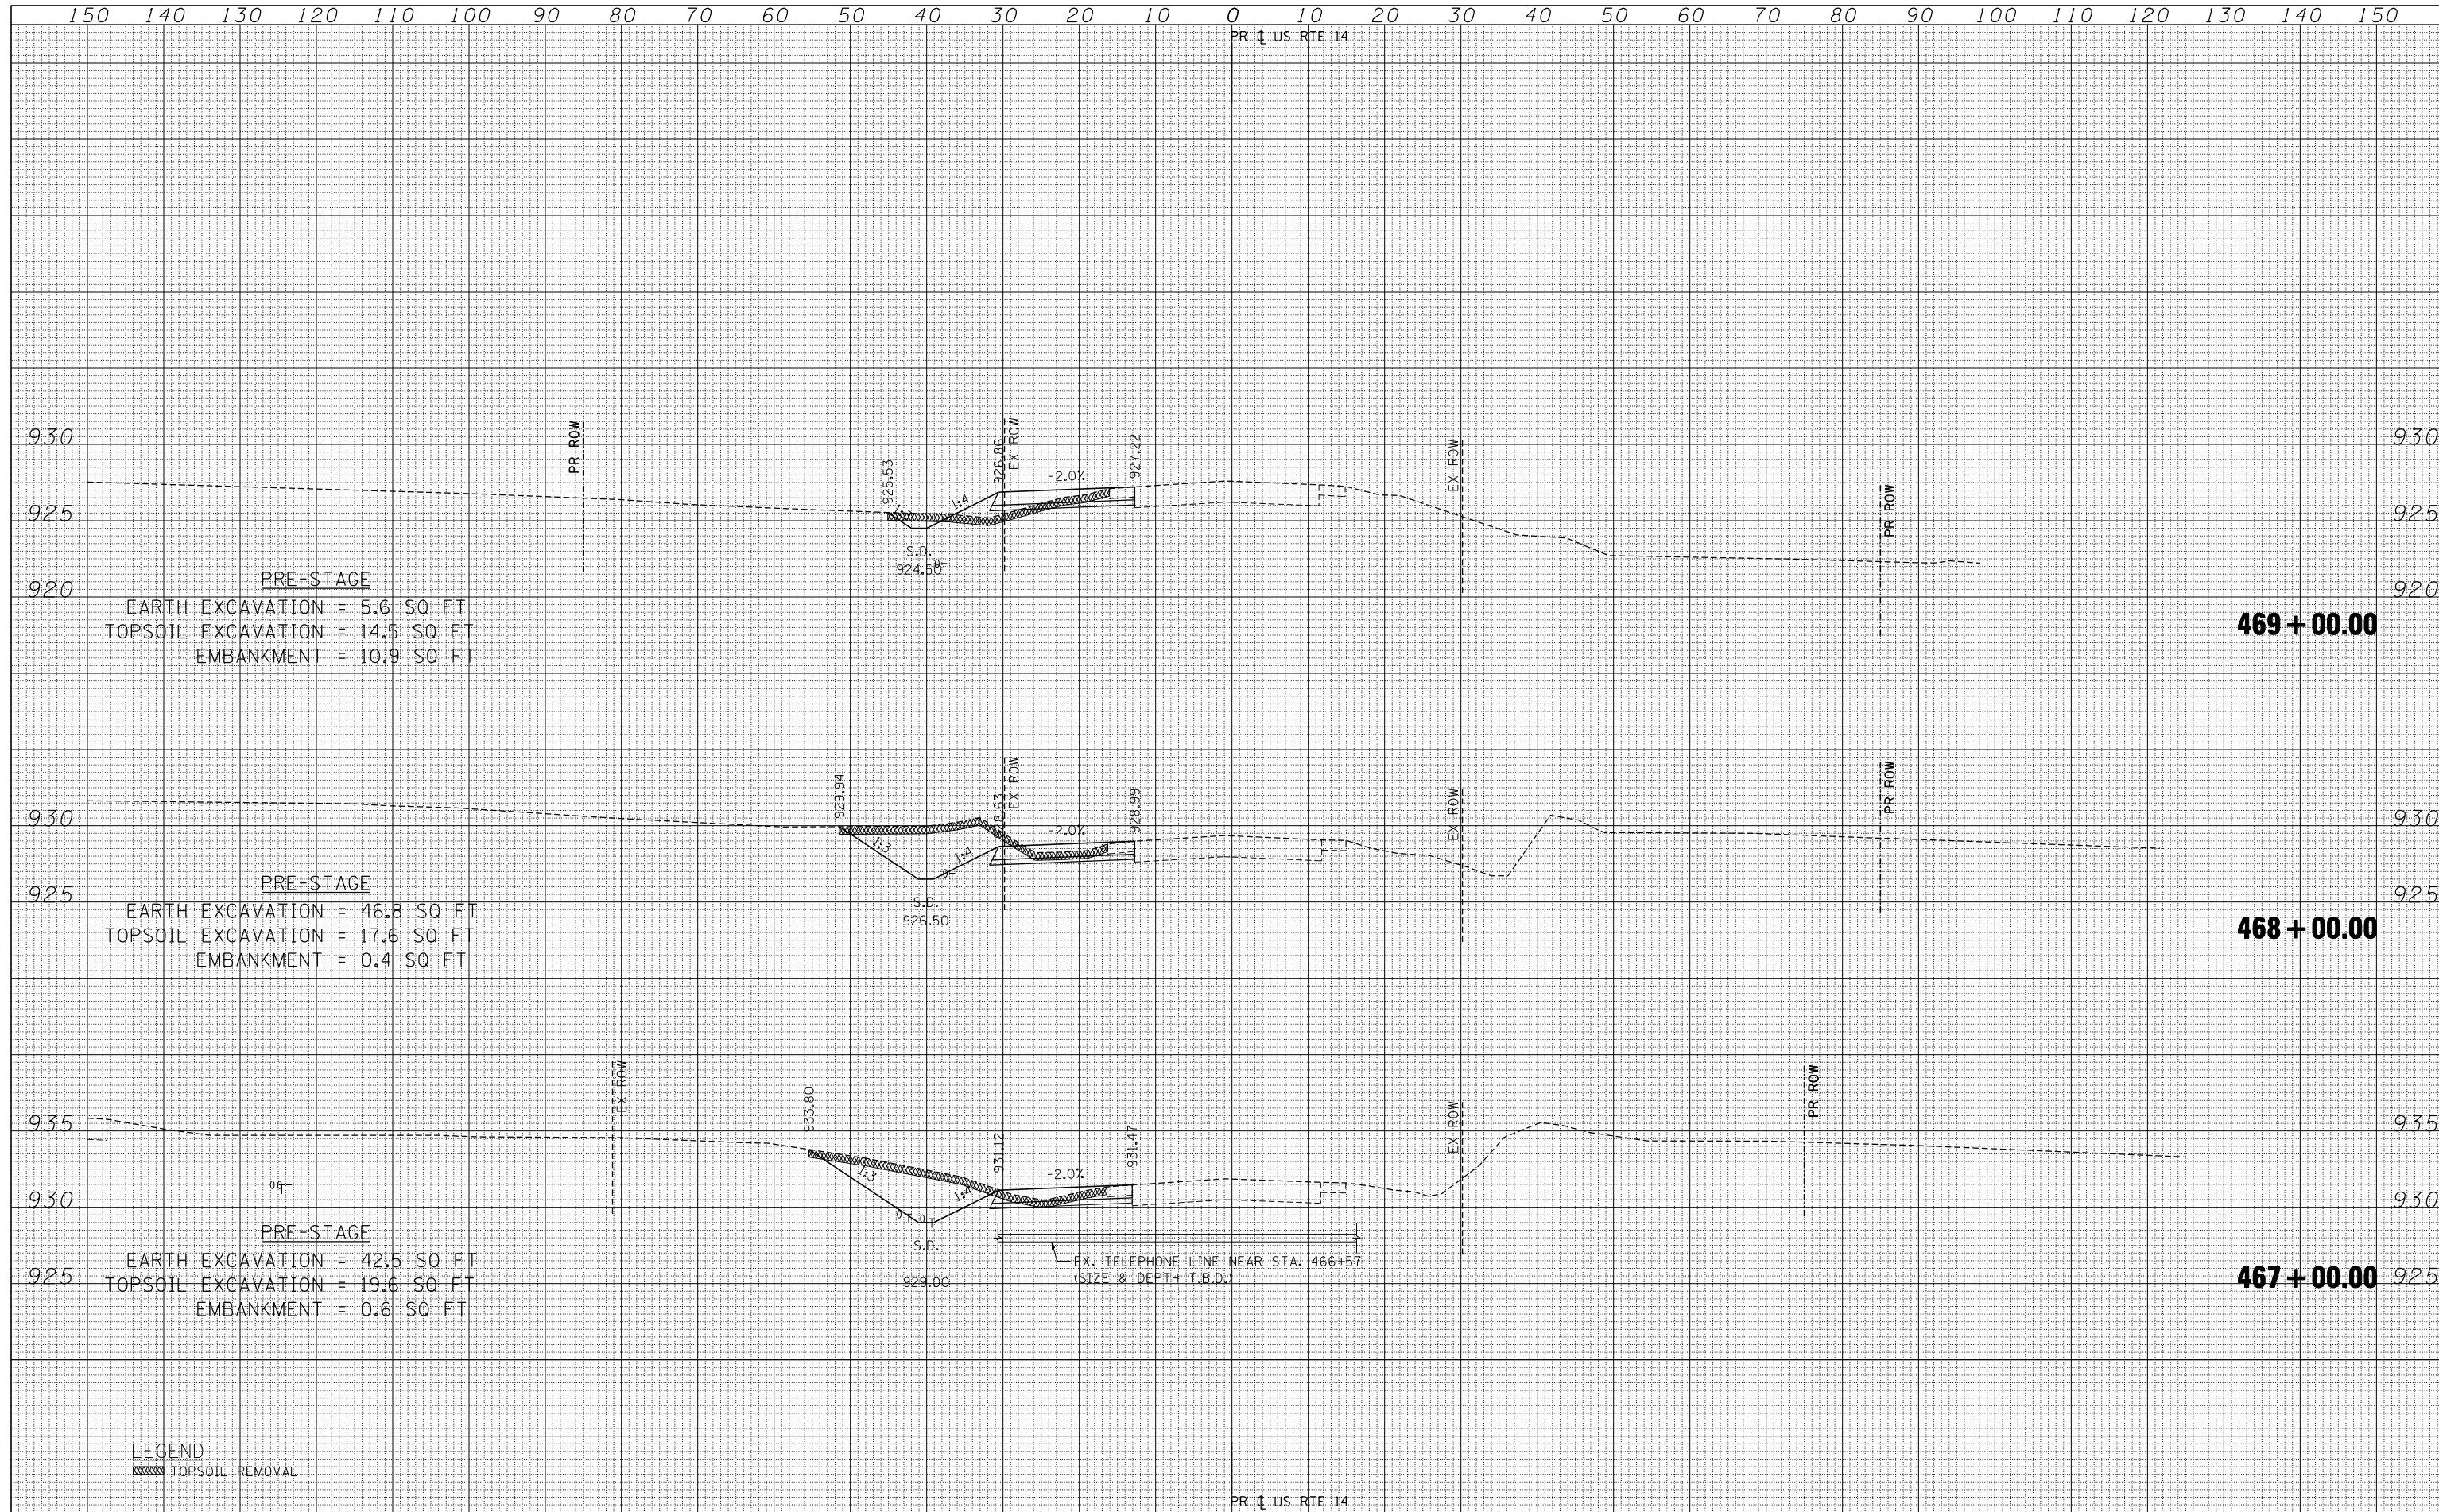 150 140 130 120 110 100 90 80 70 60 50 40 30 20 10 0 10 20 30 40 50 60 70 80 90 100 110 120 130 140 150
PR ℄ US RTE 14
930
PR ROW
925.53
926.86
EX ROW
-2.0%
927.22
EX ROW
PR ROW
930
925
1:4
925
S.D.
924.50
T
920
920
PRE-STAGE
EARTH EXCAVATION = 5.6 SQ FT
TOPSOIL EXCAVATION = 14.5 SQ FT
EMBANKMENT = 10.9 SQ FT
469+00.00
930
929.94
928.63
EX ROW
-2.0%
928.99
EX ROW
PR ROW
930
1:3
1:4
T
925
S.D.
926.50
925
PRE-STAGE
EARTH EXCAVATION = 46.8 SQ FT
TOPSOIL EXCAVATION = 17.6 SQ FT
EMBANKMENT = 0.4 SQ FT
468+00.00
935
EX ROW
933.80
931.12
-2.0%
931.47
EX ROW
PR ROW
935
1:3
1:4
930
TT
T T
930
S.D.
929.00
EX. TELEPHONE LINE NEAR STA. 466+57
(SIZE & DEPTH T.B.D.)
PRE-STAGE
EARTH EXCAVATION = 42.5 SQ FT
TOPSOIL EXCAVATION = 19.6 SQ FT
EMBANKMENT = 0.6 SQ FT
925
467+00.00
925
LEGEND
TOPSOIL REMOVAL
PR ℄ US RTE 14